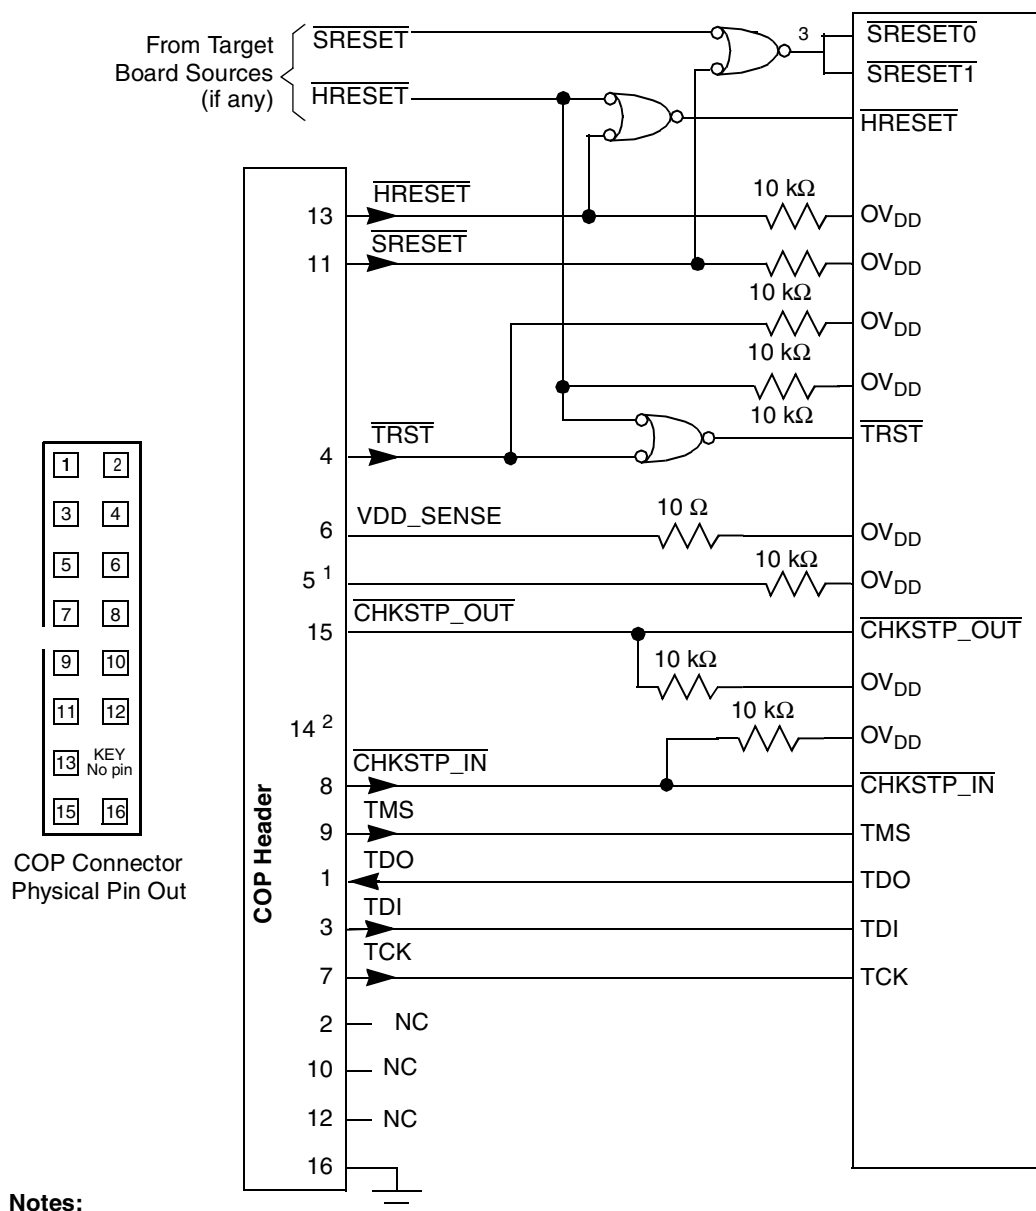 From Target
Board Sources
(if any)
SRESET
HRESET
3
SRESET0
SRESET1
HRESET
13
HRESET
10 kΩ
OVDD
11
SRESET
10 kΩ
OVDD
10 kΩ
OVDD
10 kΩ
OVDD
4
TRST
TRST
6
VDD_SENSE
10 Ω
OVDD
5 1
10 kΩ
OVDD
15
CHKSTP_OUT
CHKSTP_OUT
10 kΩ
OVDD
14 2
10 kΩ
OVDD
8
CHKSTP_IN
CHKSTP_IN
9
TMS
TMS
1
TDO
TDO
3
TDI
TDI
7
TCK
TCK
2
NC
10
NC
12
NC
16
COP Header
1 2
3 4
5 6
7 8
9 10
11 12
13 KEY
No pin
15 16
COP Connector
Physical Pin Out
Notes: